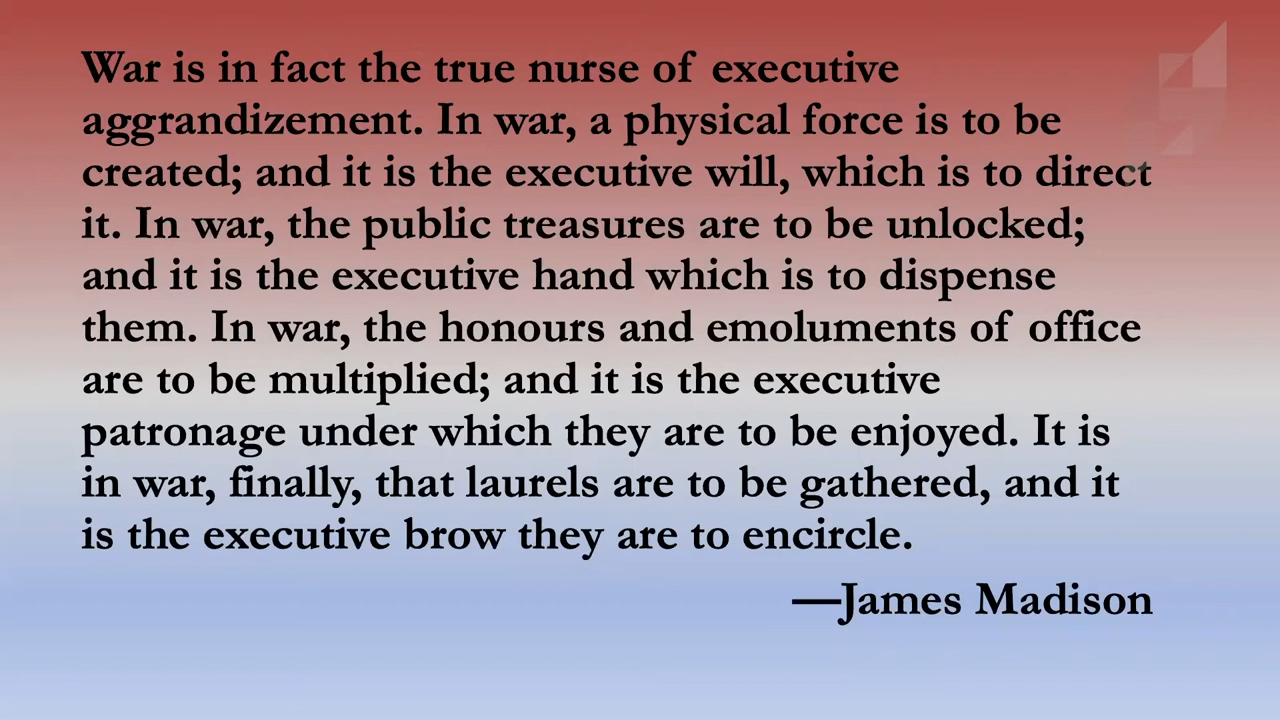 War is in fact the true nurse of executive
aggrandizement. In war, a physical force is to be
created; and it is the executive will, which is to direct
it. In war, the public treasures are to be unlocked;
and it is the executive hand which is to dispense
them. In war, the honours and emoluments of office
are to be multiplied; and it is the executive
patronage under which they are to be enjoyed. It is
in war, finally, that laurels are to be gathered, and it
is the executive brow they are to encircle.
—James Madison